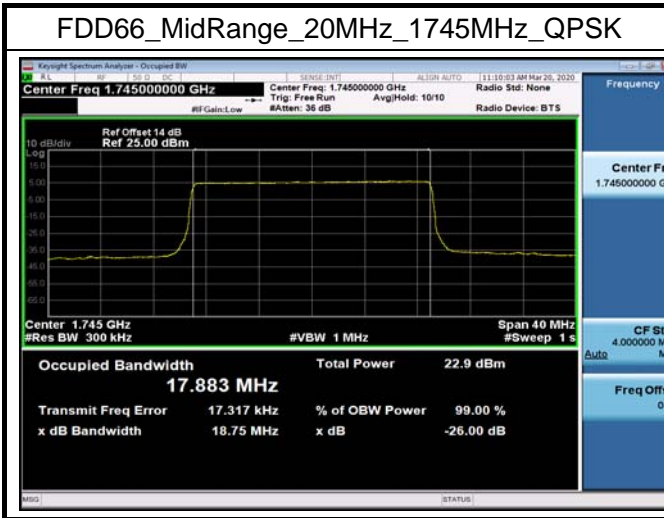 FDD66_MidRange_20MHz_1745MHz_QPSK
Keysight Spectrum Analyzer - Occupied BW
RL RF 50 Ω DC SENSE:INT ALIGN AUTO 11:10:03 AM Mar 20, 2020
Center Freq 1.745000000 GHz
Center Freq: 1.745000000 GHz
Radio Std: None
Trig: Free Run Avg|Hold: 10/10
#IFGain:Low
#Atten: 36 dB
Radio Device: BTS
Frequency
Ref Offset 14 dB
10 dB/div Ref 25.00 dBm
Log
15.0
5.00
-5.00
-15.0
-25.0
-35.0
-45.0
-55.0
-65.0
Center 1.745 GHz Span 40 MHz
#Res BW 300 kHz #VBW 1 MHz #Sweep 1 s
Occupied Bandwidth Total Power 22.9 dBm
17.883 MHz
Transmit Freq Error 17.317 kHz % of OBW Power 99.00 %
x dB Bandwidth 18.75 MHz x dB -26.00 dB
Center Fr
1.745000000 G
CF St
4.000000 M
Auto M
Freq Offs
0
MSG STATUS